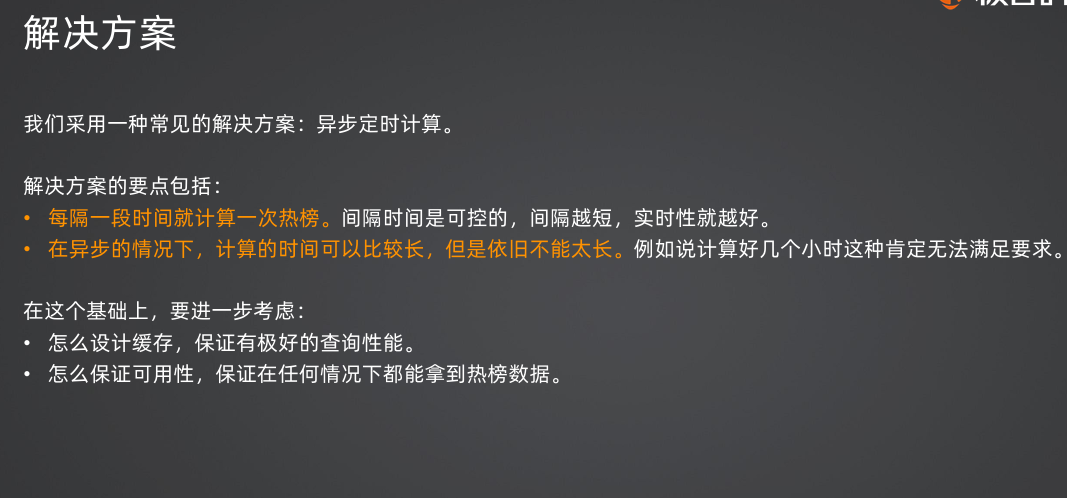 解决方案
我们采用一种常见的解决方案：异步定时计算。
解决方案的要点包括：
• 每隔一段时间就计算一次热榜。间隔时间是可控的，间隔越短，实时性就越好。
• 在异步的情况下，计算的时间可以比较长，但是依旧不能太长。例如说计算好几个小时这种肯定无法满足要求。
在这个基础上，要进一步考虑：
• 怎么设计缓存，保证有极好的查询性能。
• 怎么保证可用性，保证在任何情况下都能拿到热榜数据。